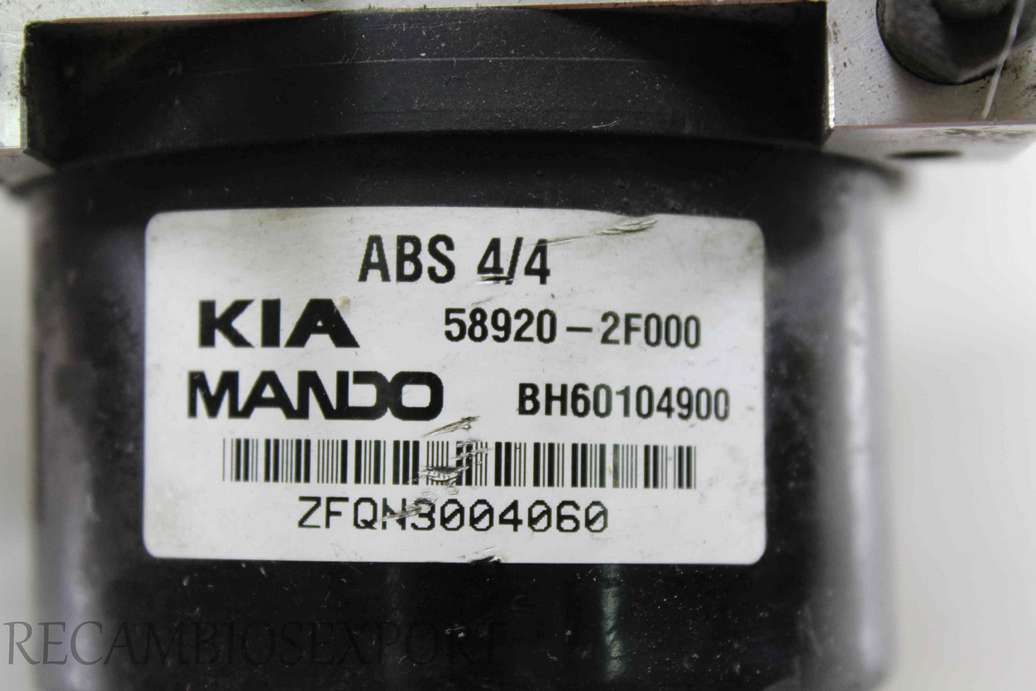 ABS 4/4
KIA 58920-2F000
MANDO BH60104900
ZFQN3004060
RECAMBIOSEXPORT